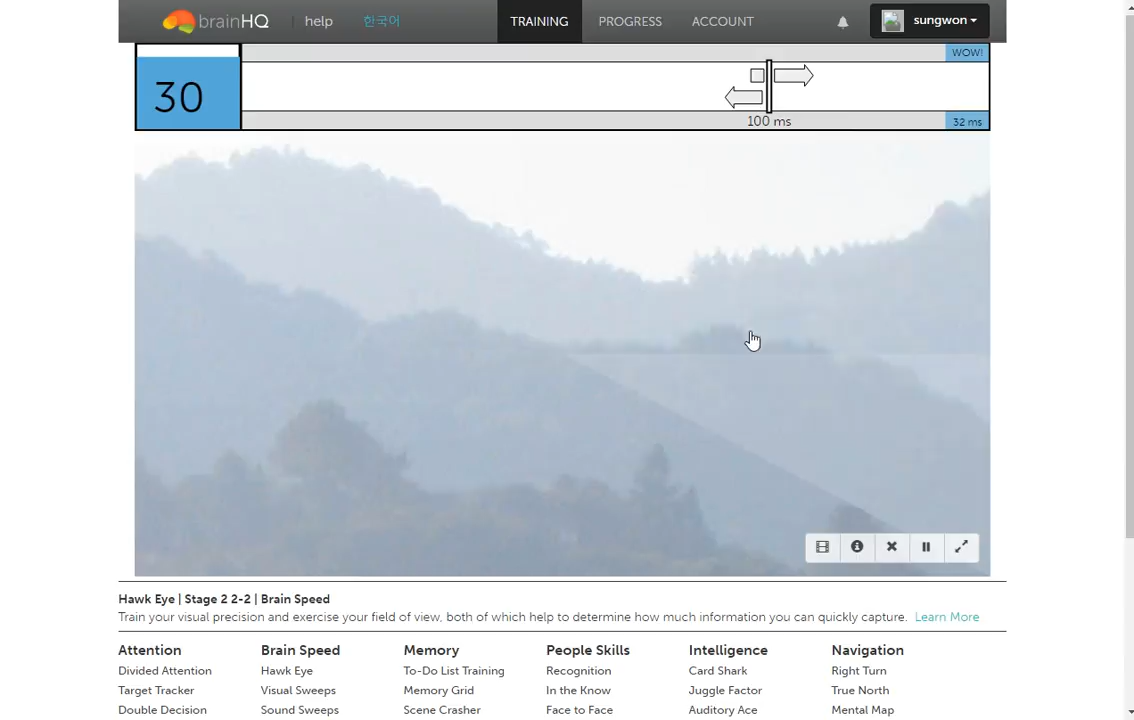 brainHQ help 한국어 TRAINING PROGRESS ACCOUNT sungwon
WOW!
30
100 ms 32 ms
Hawk Eye | Stage 2 2-2 | Brain Speed
Train your visual precision and exercise your field of view, both of which help to determine how much information you can quickly capture. Learn More
Attention Brain Speed Memory People Skills Intelligence Navigation
Divided Attention Hawk Eye To-Do List Training Recognition Card Shark Right Turn
Target Tracker Visual Sweeps Memory Grid In the Know Juggle Factor True North
Double Decision Sound Sweeps Scene Crasher Face to Face Auditory Ace Mental Map